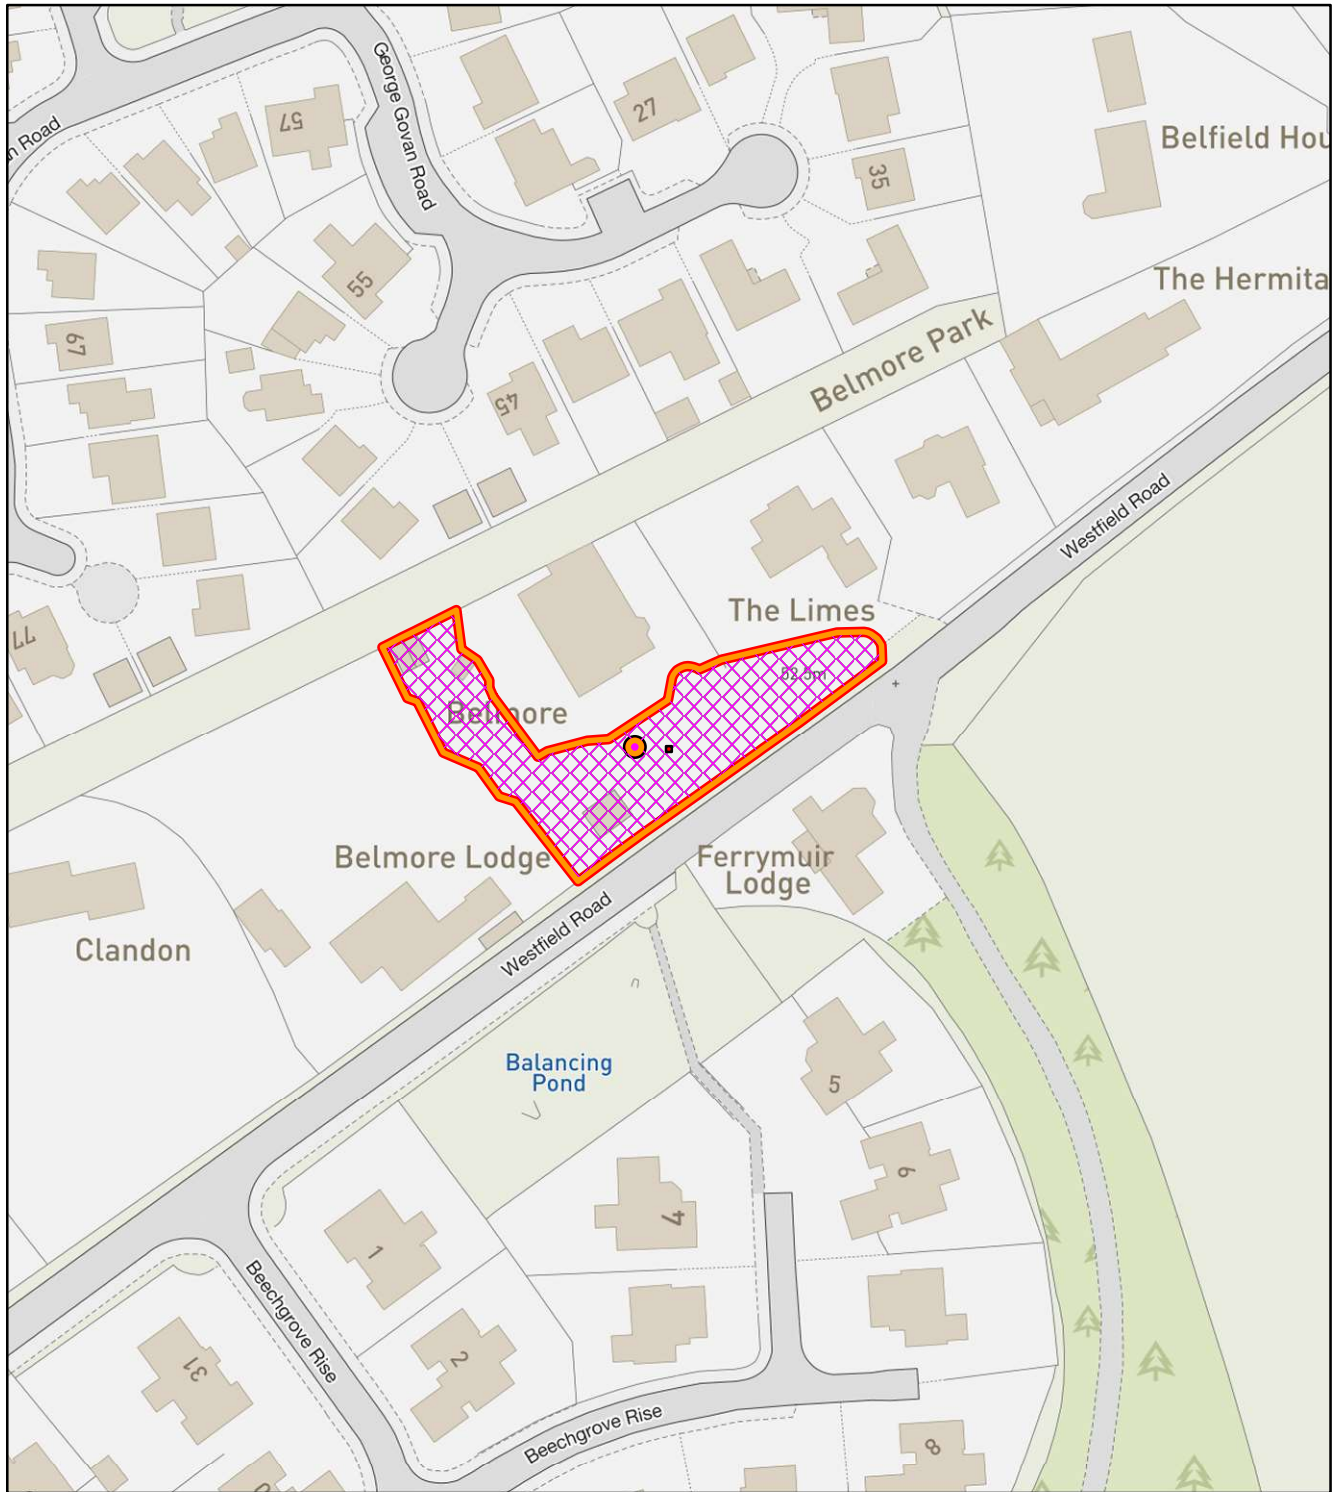 George Govan Road
57
27
Road
Belfield Hou
35
55
The Hermita
67
Belmore Park
45
Westfield Road
The Limes
77
52.5m
Belmore
Belmore Lodge
Ferrymuir
Lodge
Clandon
Westfield Road
Balancing
Pond
5
6
4
1
Beechgrove Rise
2
31
Beechgrove Rise
8